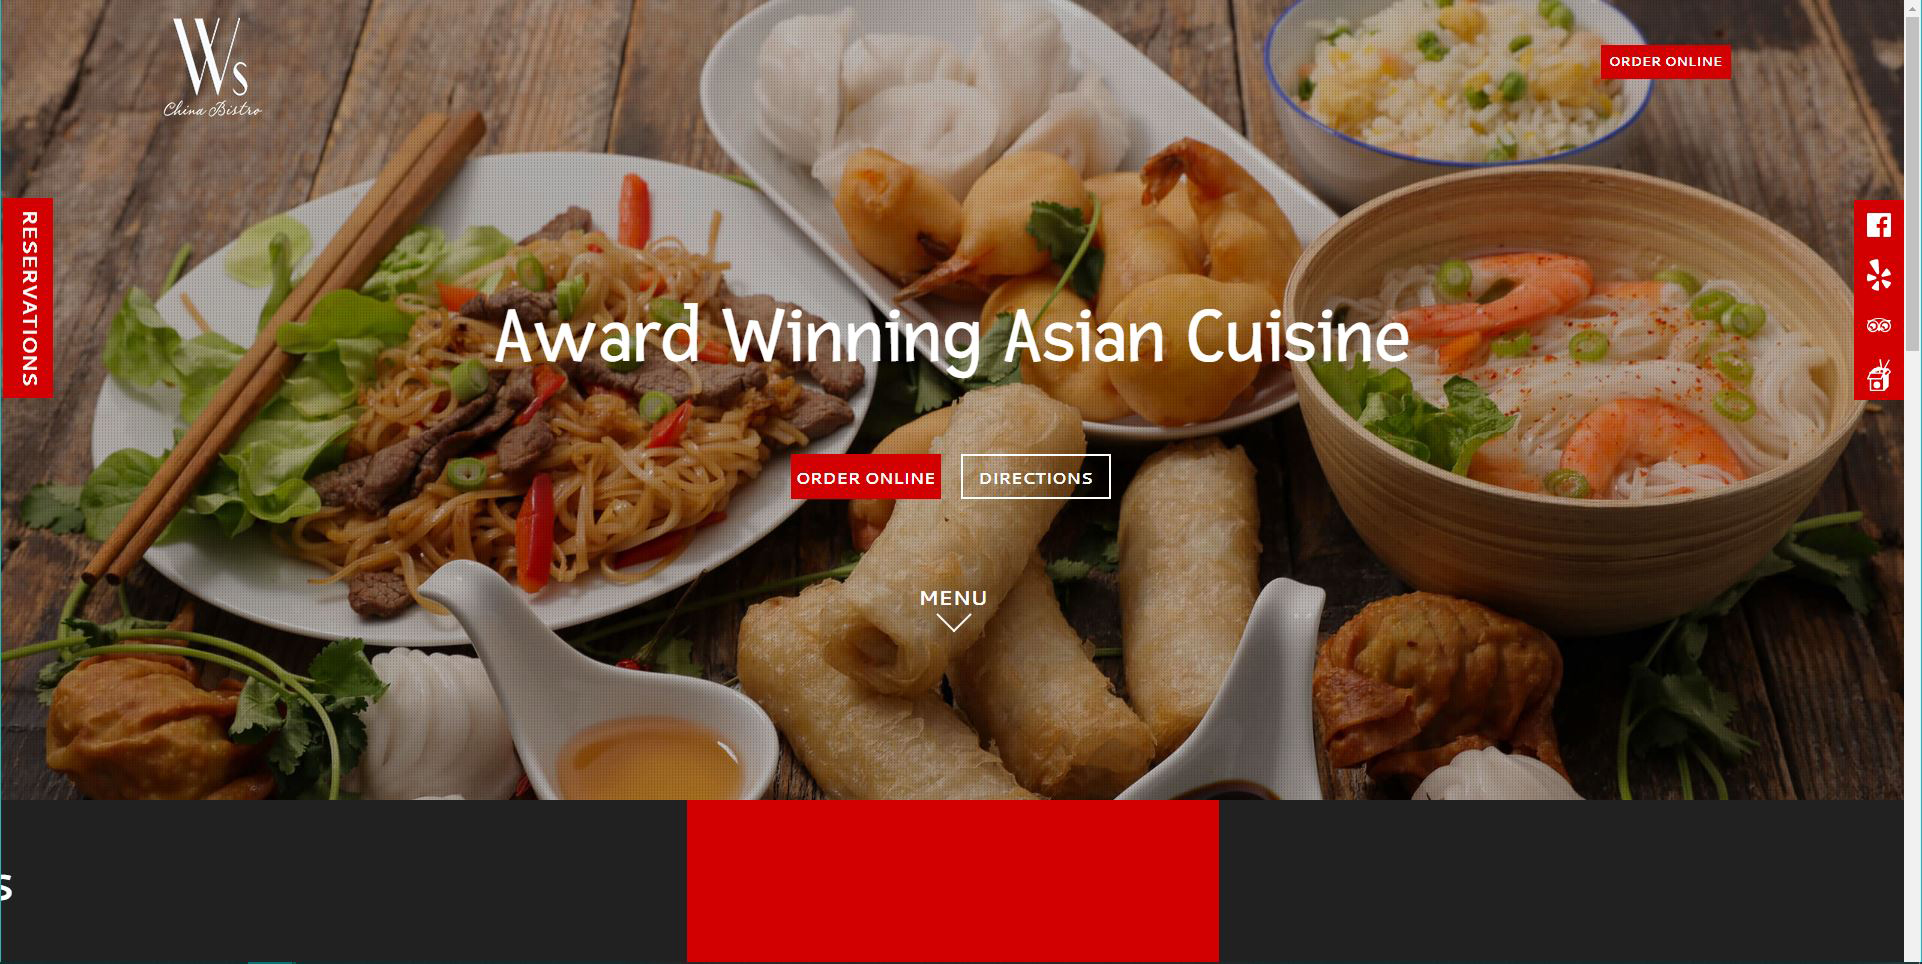 Ws
China Bistro
ORDER ONLINE
RESERVATIONS
Award Winning Asian Cuisine
ORDER ONLINE
DIRECTIONS
MENU
s